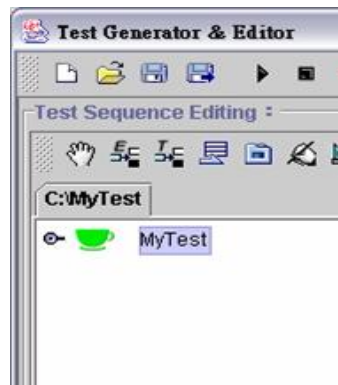 Test Generator & Editor
Test Sequence Editing :
E T
C:\MyTest
MyTest